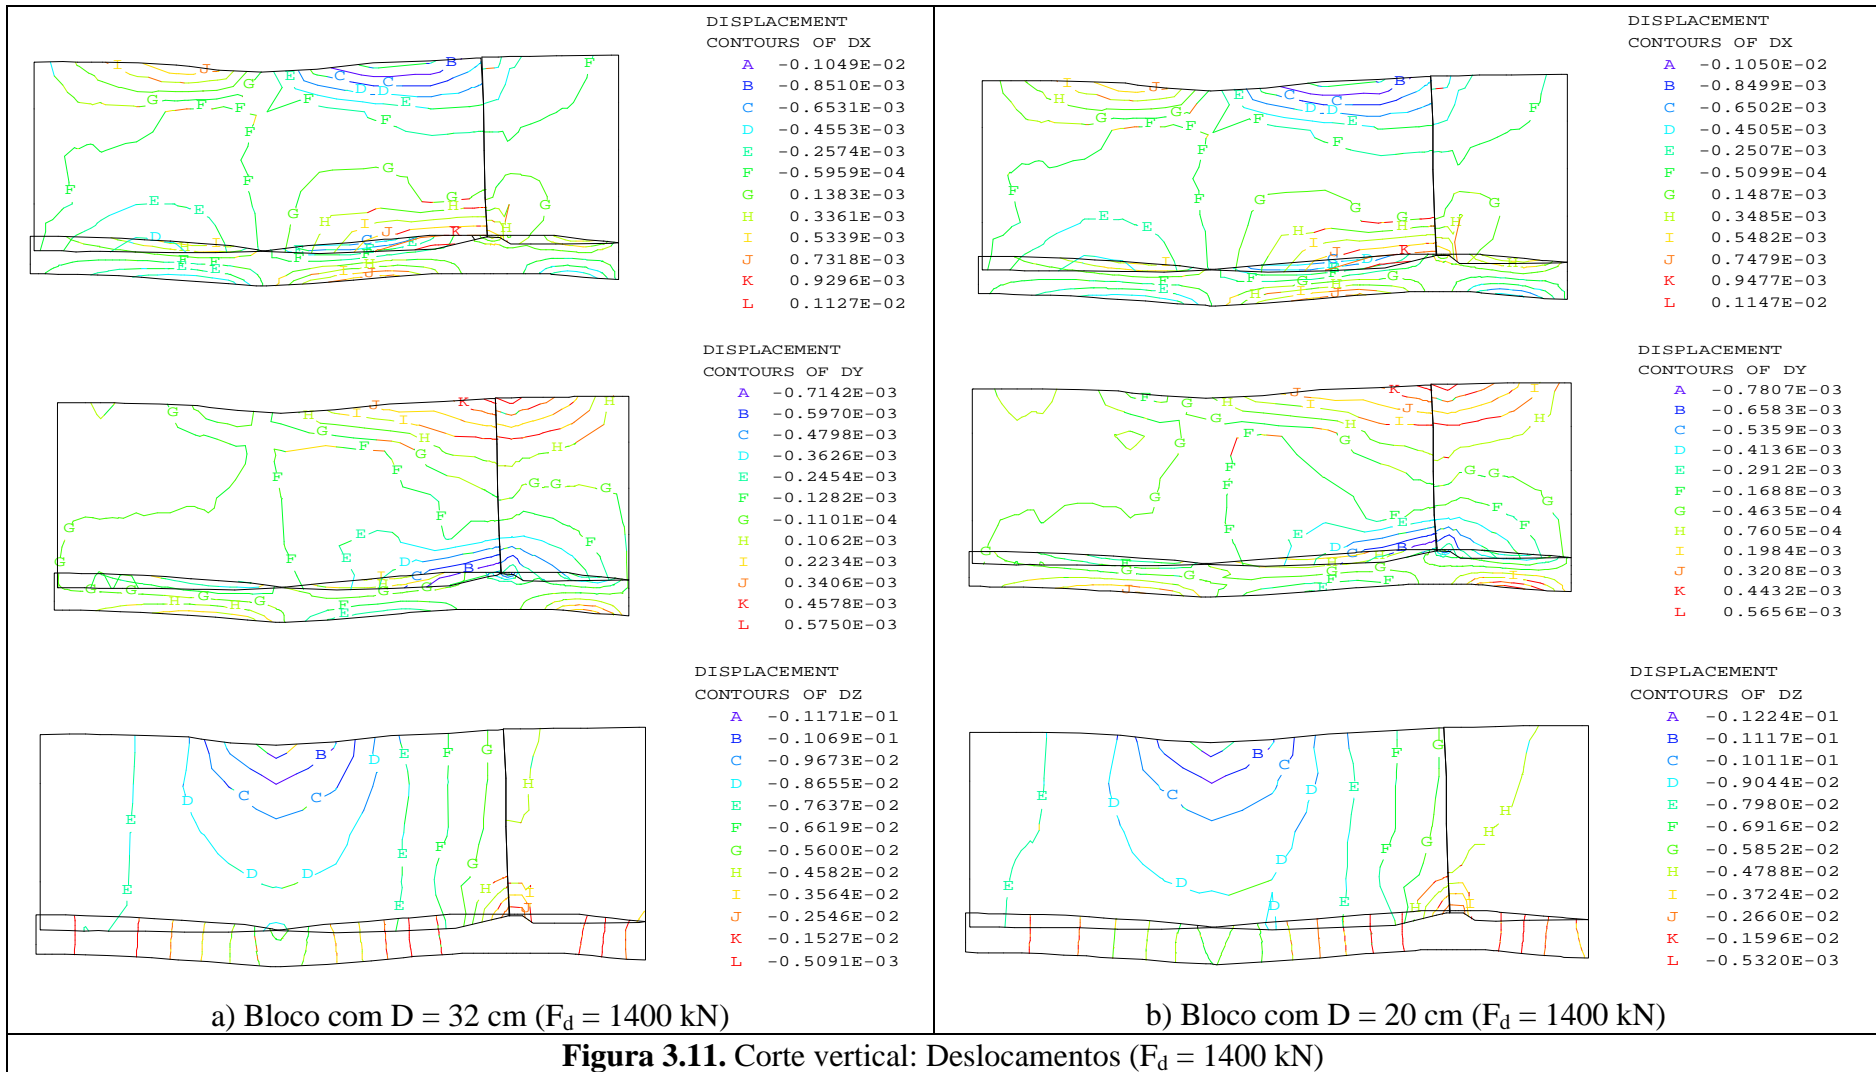 DISPLACEMENT
CONTOURS OF DX
A -0.1049E-02
B -0.8510E-03
C -0.6531E-03
D -0.4553E-03
E -0.2574E-03
F -0.5959E-04
G 0.1383E-03
H 0.3361E-03
I 0.5339E-03
J 0.7318E-03
K 0.9296E-03
L 0.1127E-02
DISPLACEMENT
CONTOURS OF DY
A -0.7142E-03
B -0.5970E-03
C -0.4798E-03
D -0.3626E-03
E -0.2454E-03
F -0.1282E-03
G -0.1101E-04
H 0.1062E-03
I 0.2234E-03
J 0.3406E-03
K 0.4578E-03
L 0.5750E-03
DISPLACEMENT
CONTOURS OF DZ
A -0.1171E-01
B -0.1069E-01
C -0.9673E-02
D -0.8655E-02
E -0.7637E-02
F -0.6619E-02
G -0.5600E-02
H -0.4582E-02
I -0.3564E-02
J -0.2546E-02
K -0.1527E-02
L -0.5091E-03
a) Bloco com D = 32 cm (Fd = 1400 kN)
DISPLACEMENT
CONTOURS OF DX
A -0.1050E-02
B -0.8499E-03
C -0.6502E-03
D -0.4505E-03
E -0.2507E-03
F -0.5099E-04
G 0.1487E-03
H 0.3485E-03
I 0.5482E-03
J 0.7479E-03
K 0.9477E-03
L 0.1147E-02
DISPLACEMENT
CONTOURS OF DY
A -0.7807E-03
B -0.6583E-03
C -0.5359E-03
D -0.4136E-03
E -0.2912E-03
F -0.1688E-03
G -0.4635E-04
H 0.7605E-04
I 0.1984E-03
J 0.3208E-03
K 0.4432E-03
L 0.5656E-03
DISPLACEMENT
CONTOURS OF DZ
A -0.1224E-01
B -0.1117E-01
C -0.1011E-01
D -0.9044E-02
E -0.7980E-02
F -0.6916E-02
G -0.5852E-02
H -0.4788E-02
I -0.3724E-02
J -0.2660E-02
K -0.1596E-02
L -0.5320E-03
b) Bloco com D = 20 cm (Fd = 1400 kN)
Figura 3.11. Corte vertical: Deslocamentos (Fd = 1400 kN)